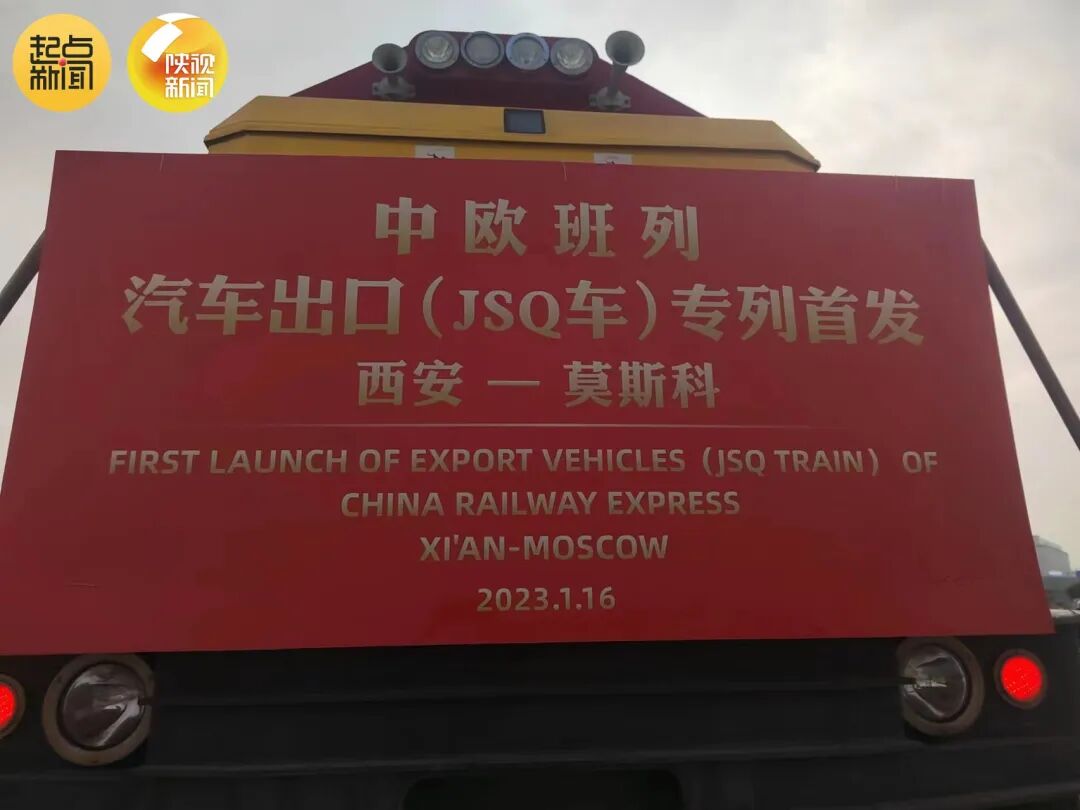 起点
新闻
陕视
新闻
中欧班列
汽车出口(JSQ车)专列首发
西安 — 莫斯科
FIRST LAUNCH OF EXPORT VEHICLES (JSQ TRAIN) OF
CHINA RAILWAY EXPRESS
XI'AN-MOSCOW
2023.1.16